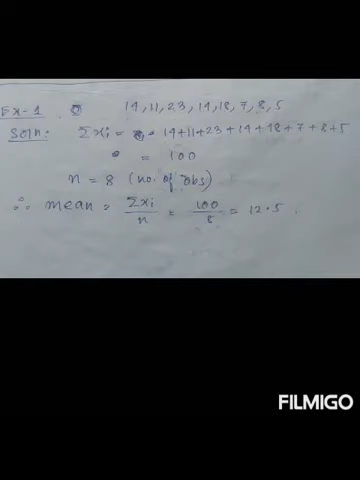 Ex-1 14, 11, 23, 14, 18, 7, 8, 5
Soln: Σxi = = 14+11+23+14+18+7+8+5
= 100
n = 8 (no. of obs)
∴ mean = Σxi/n = 100/8 = 12.5.
FILMIGO